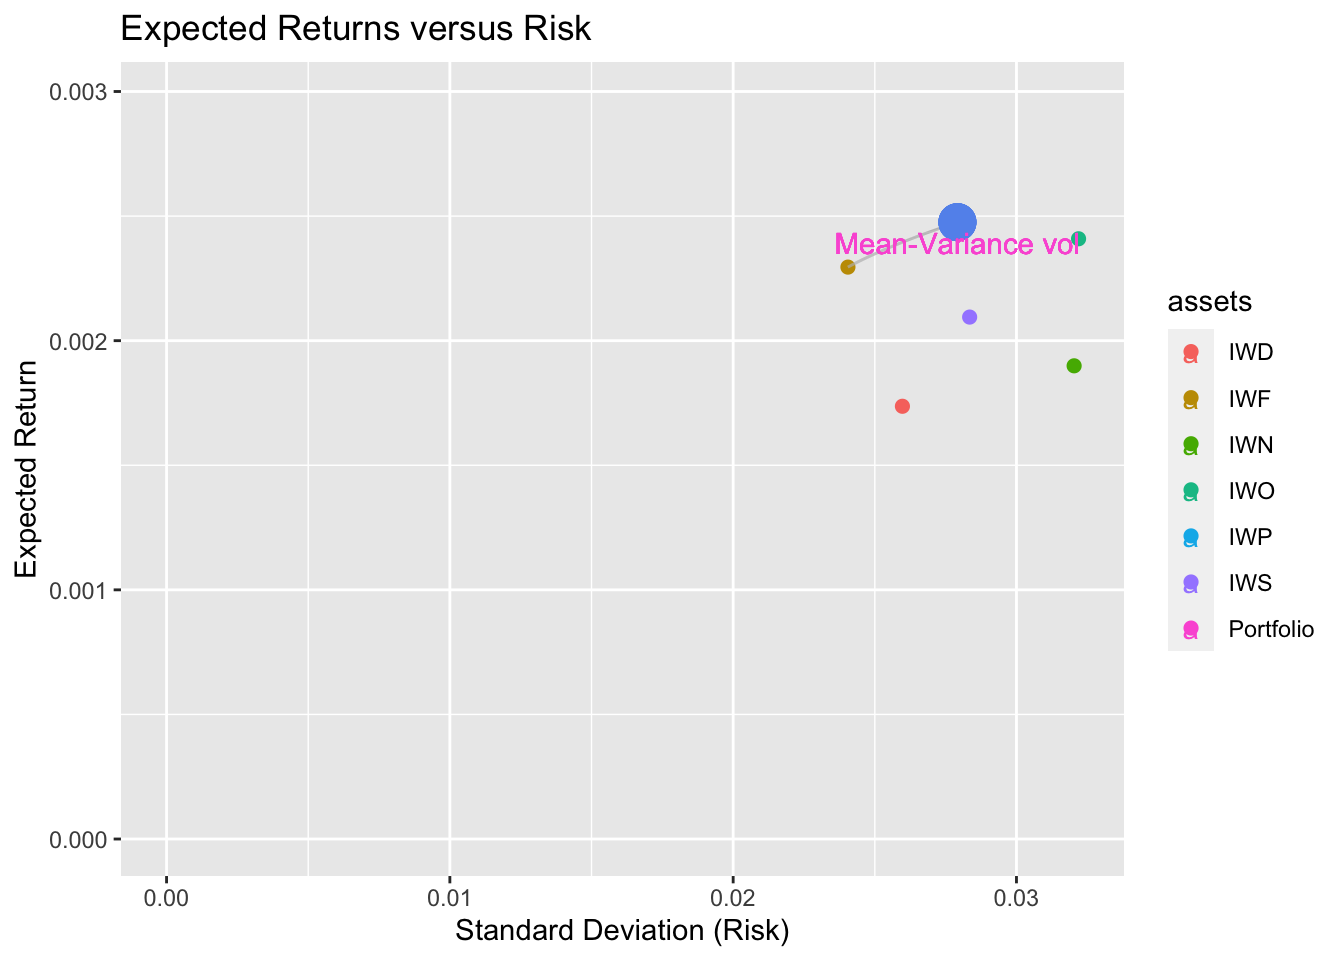 Expected Returns versus Risk
0.003
0.002
0.001
0.000
Expected Return
Mean-Variance vol
0.00 0.01 0.02 0.03
Standard Deviation (Risk)
assets
a IWD
a IWF
a IWN
a IWO
a IWP
a IWS
a Portfolio